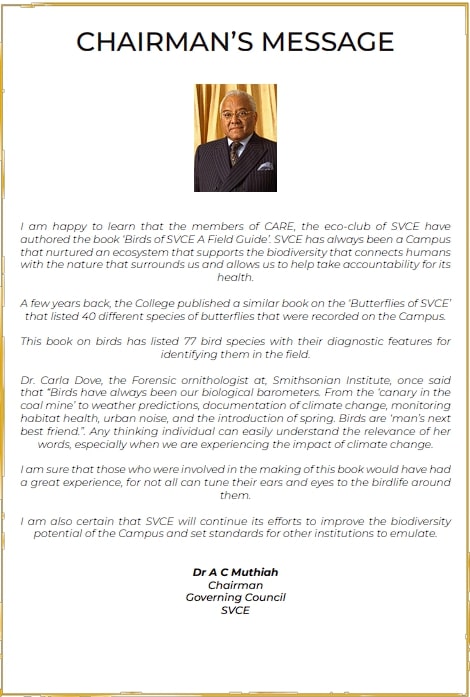 CHAIRMAN'S MESSAGE
I am happy to learn that the members of CARE, the eco-club of SVCE have
authored the book 'Birds of SVCE A Field Guide'. SVCE has always been a Campus
that nurtured an ecosystem that supports the biodiversity that connects humans
with the nature that surrounds us and allows us to help take accountability for its
health.
A few years back, the College published a similar book on the 'Butterflies of SVCE'
that listed 40 different species of butterflies that were recorded on the Campus.
This book on birds has listed 77 bird species with their diagnostic features for
identifying them in the field.
Dr. Carla Dove, the Forensic ornithologist at, Smithsonian Institute, once said
that "Birds have always been our biological barometers. From the 'canary in the
coal mine' to weather predictions, documentation of climate change, monitoring
habitat health, urban noise, and the introduction of spring. Birds are 'man's next
best friend.". Any thinking individual can easily understand the relevance of her
words, especially when we are experiencing the impact of climate change.
I am sure that those who were involved in the making of this book would have had
a great experience, for not all can tune their ears and eyes to the birdlife around
them.
I am also certain that SVCE will continue its efforts to improve the biodiversity
potential of the Campus and set standards for other institutions to emulate.
Dr A C Muthiah
Chairman
Governing Council
SVCE